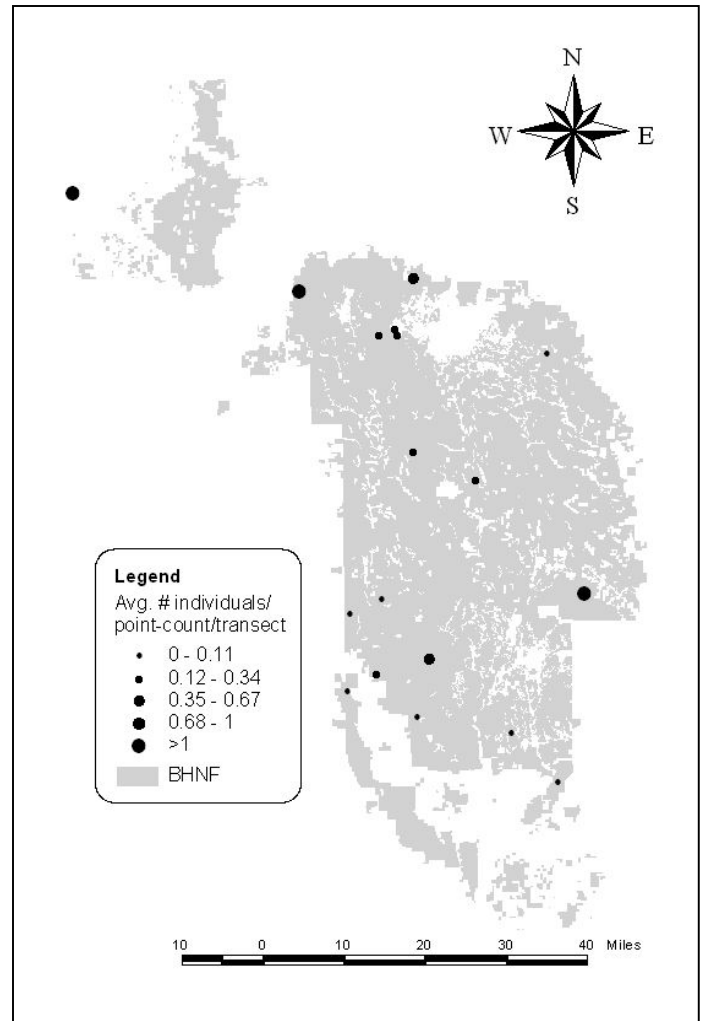 N
W E
S
Legend
Avg. # individuals/
point-count/transect
0 - 0.11
0.12 - 0.34
0.35 - 0.67
0.68 - 1
>1
BHNF
10 0 10 20 30 40 Miles